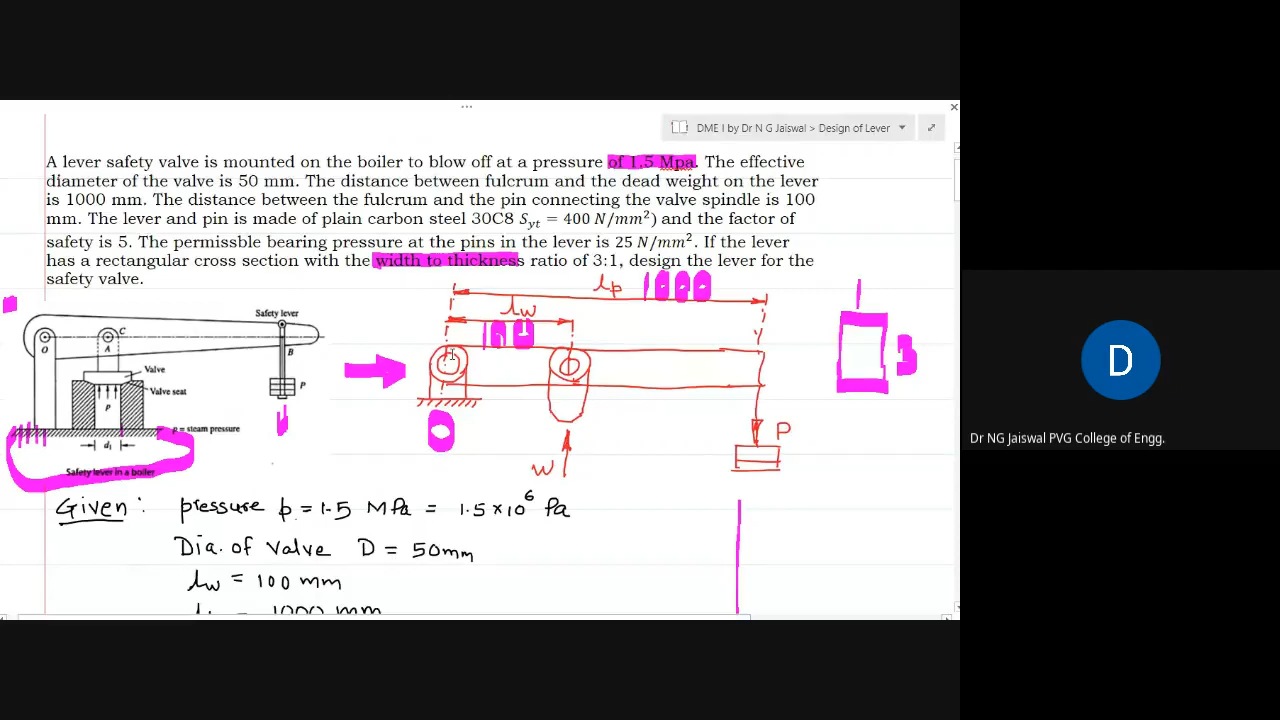 DME I by Dr N G Jaiswal > Design of Lever
A lever safety valve is mounted on the boiler to blow off at a pressure of 1.5 Mpa. The effective
diameter of the valve is 50 mm. The distance between fulcrum and the dead weight on the lever
is 1000 mm. The distance between the fulcrum and the pin connecting the valve spindle is 100
mm. The lever and pin is made of plain carbon steel 30C8 Syt = 400 N/mm²) and the factor of
safety is 5. The permissble bearing pressure at the pins in the lever is 25 N/mm². If the lever
has a rectangular cross section with the width to thickness ratio of 3:1, design the lever for the
safety valve.
lp 1000
lw
100
1
3
Safety lever
O
C
A
B
Valve
Valve seat
P
p
p = steam pressure
d₁
Safety lever in a boiler
O
W
P
Given: pressure p = 1.5 MPa = 1.5×10⁶ Pa
Dia. of valve D = 50mm
lw = 100 mm
= 1000 mm
D
Dr NG Jaiswal PVG College of Engg.